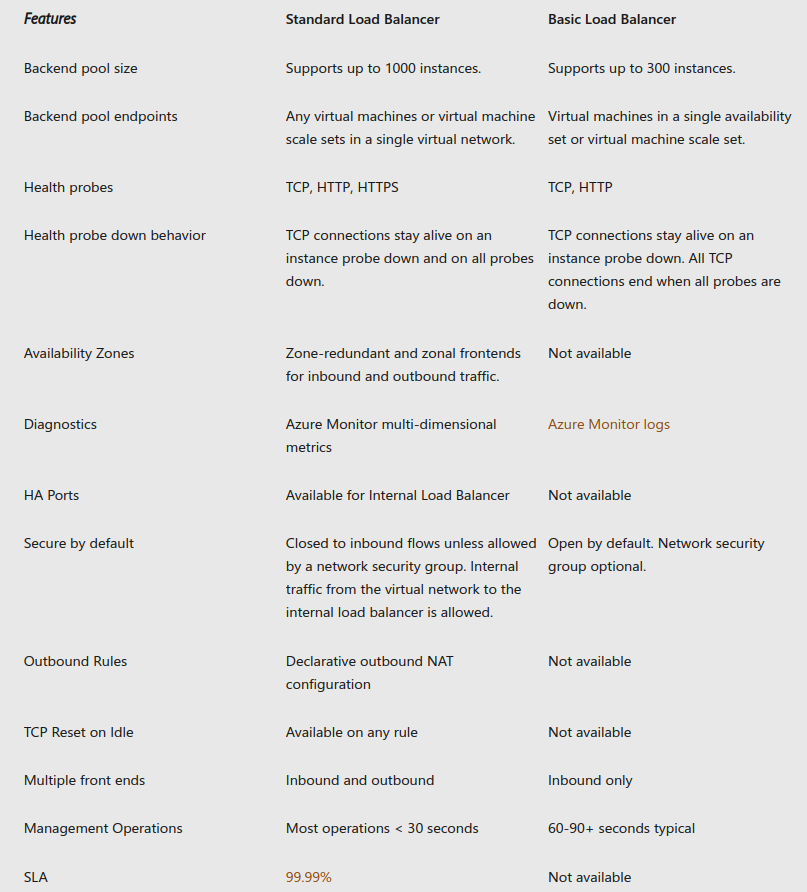 Features Standard Load Balancer Basic Load Balancer
Backend pool size Supports up to 1000 instances. Supports up to 300 instances.
Backend pool endpoints Any virtual machines or virtual machine Virtual machines in a single availability
scale sets in a single virtual network. set or virtual machine scale set.
Health probes TCP, HTTP, HTTPS TCP, HTTP
Health probe down behavior TCP connections stay alive on an TCP connections stay alive on an
instance probe down and on all probes instance probe down. All TCP
down. connections end when all probes are
down.
Availability Zones Zone-redundant and zonal frontends Not available
for inbound and outbound traffic.
Diagnostics Azure Monitor multi-dimensional Azure Monitor logs
metrics
HA Ports Available for Internal Load Balancer Not available
Secure by default Closed to inbound flows unless allowed Open by default. Network security
by a network security group. Internal group optional.
traffic from the virtual network to the
internal load balancer is allowed.
Outbound Rules Declarative outbound NAT Not available
configuration
TCP Reset on Idle Available on any rule Not available
Multiple front ends Inbound and outbound Inbound only
Management Operations Most operations < 30 seconds 60-90+ seconds typical
SLA 99.99% Not available